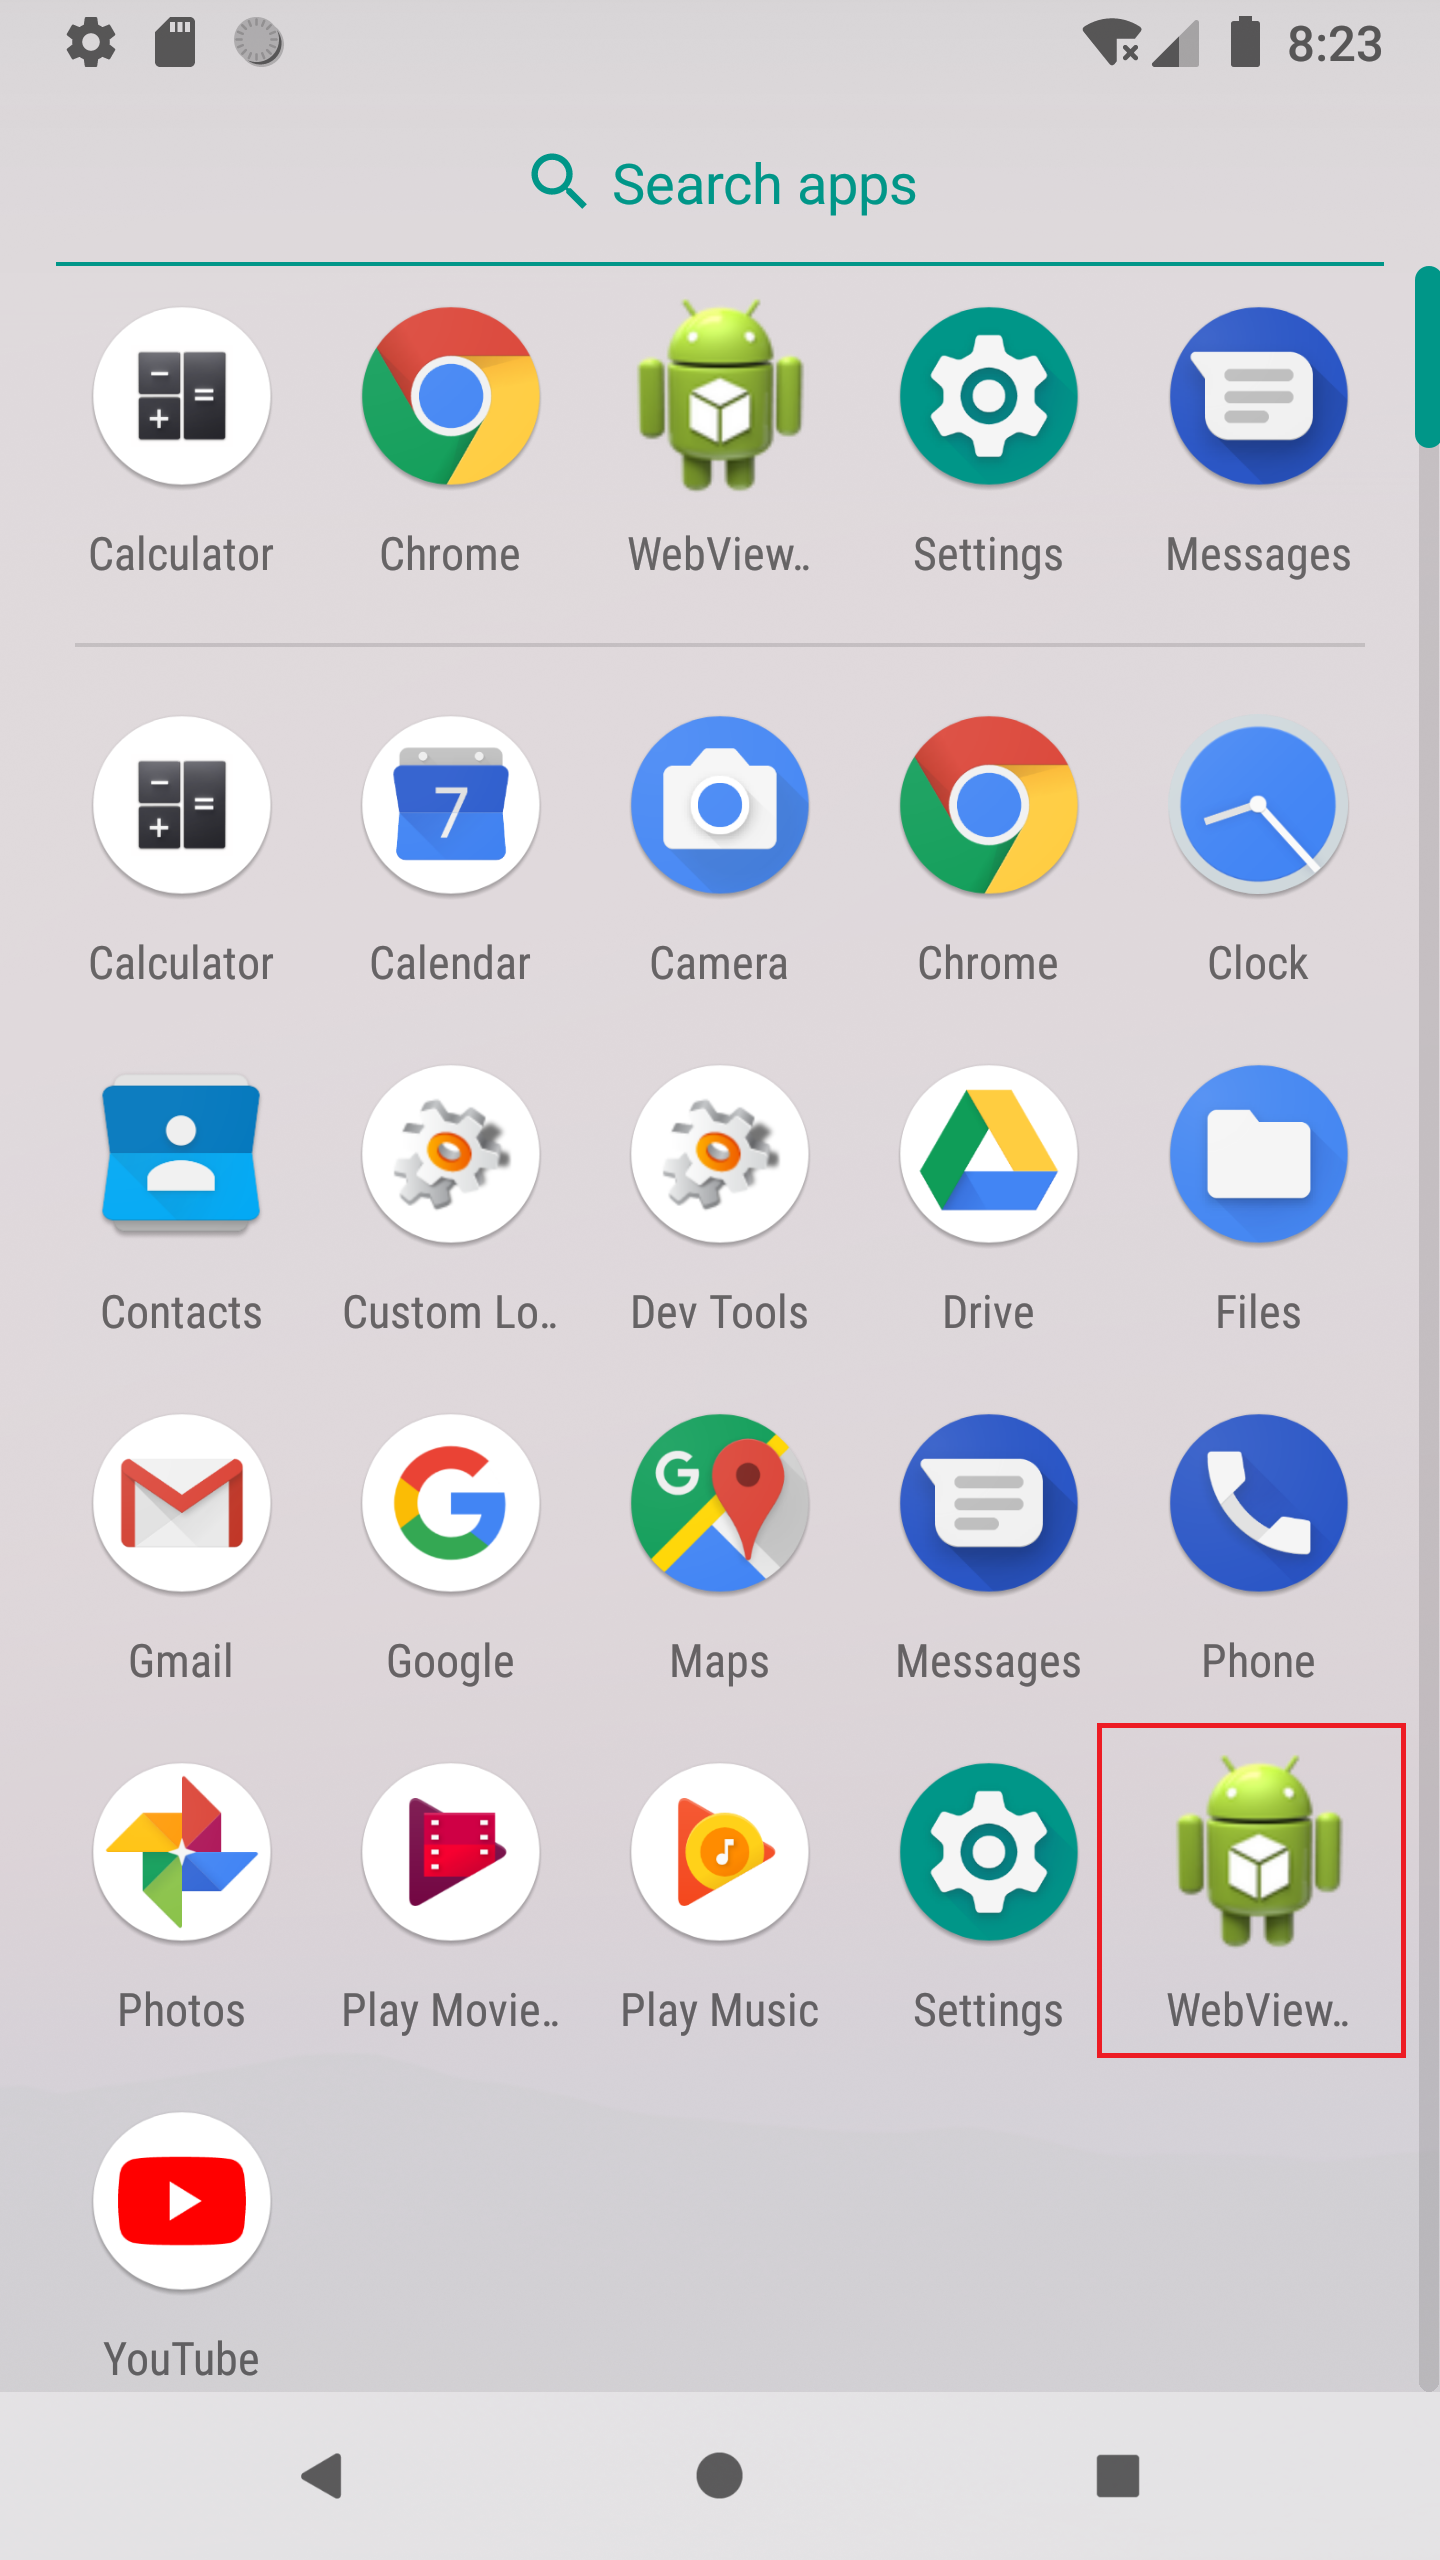 8:23
Search apps
Calculator
Chrome
WebView..
Settings
Messages
7
Calculator
Calendar
Camera
Chrome
Clock
Contacts
Custom Lo..
Dev Tools
Drive
Files
G
Gmail
Google
Maps
Messages
Phone
Photos
Play Movie..
Play Music
Settings
WebView..
YouTube